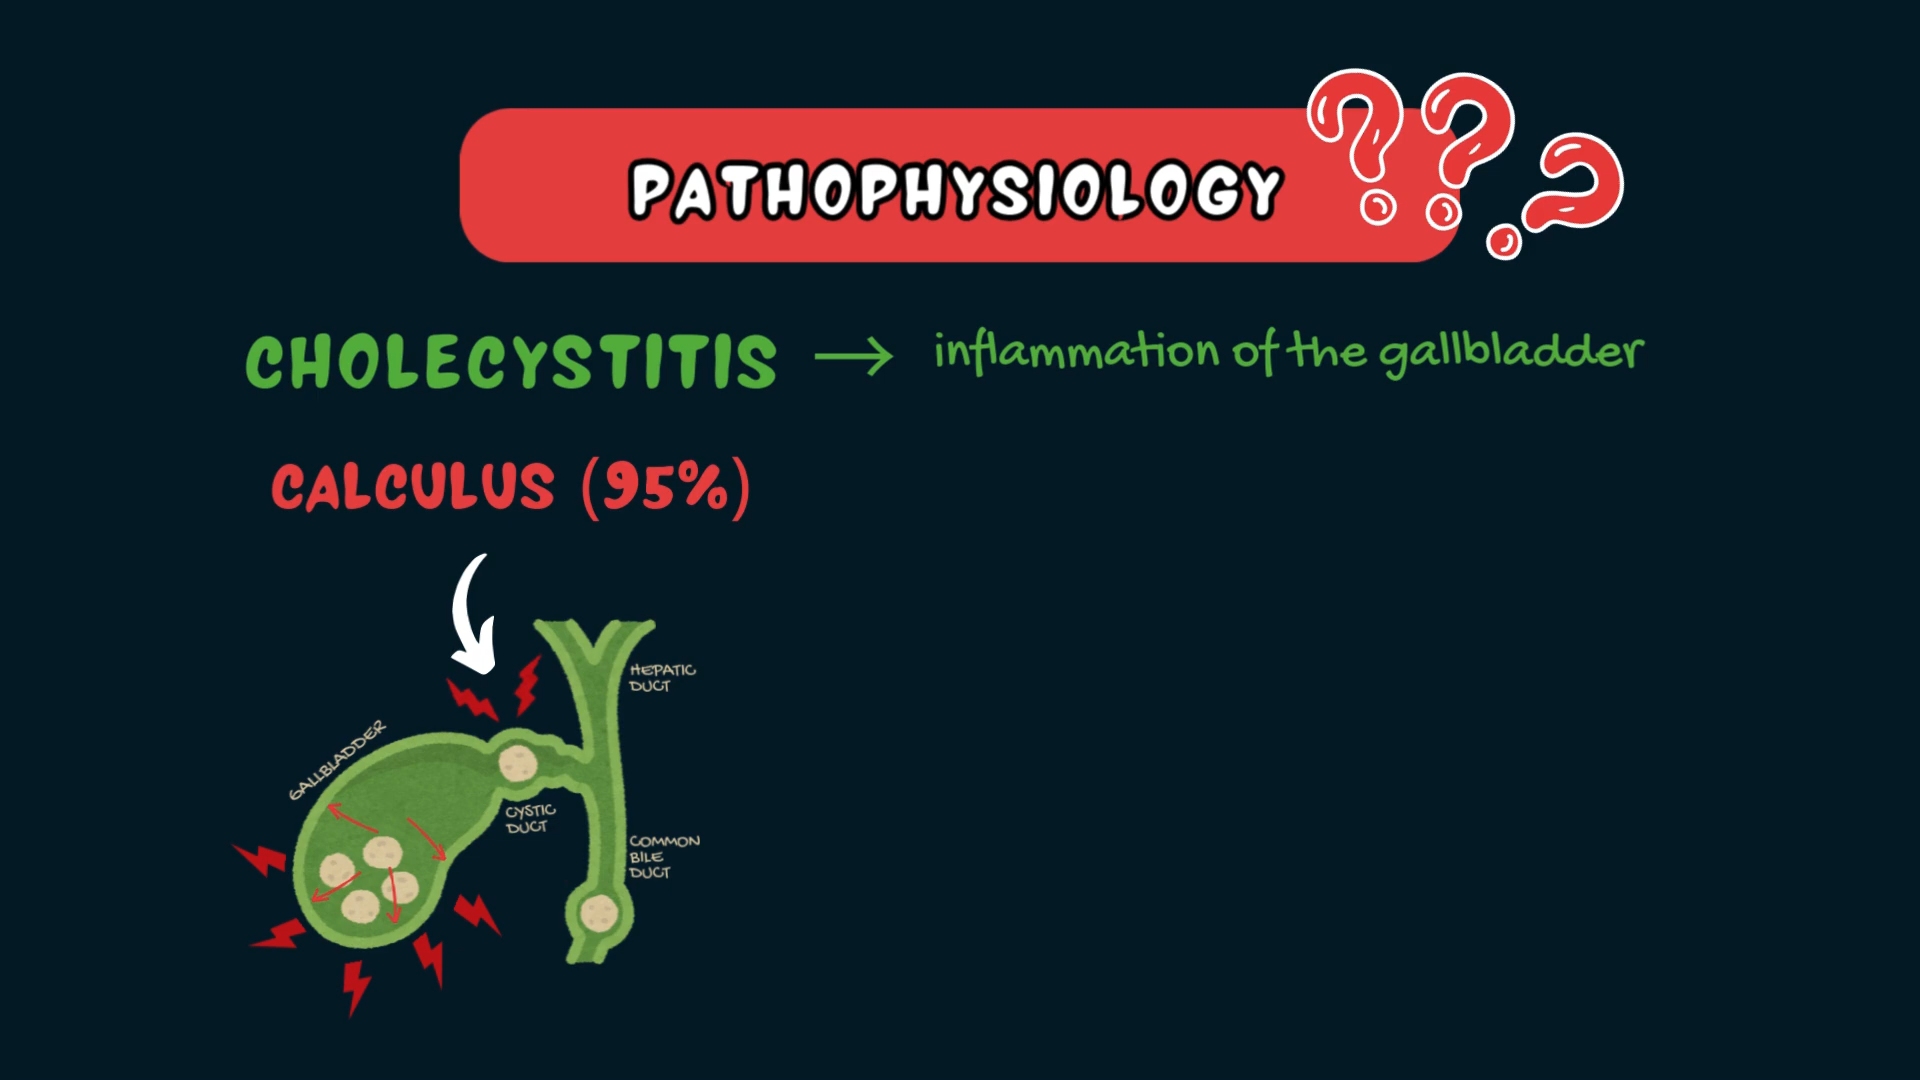 PATHOPHYSIOLOGY
???
CHOLECYSTITIS → inflammation of the gallbladder
CALCULUS (95%)
HEPATIC
DUCT
GALLBLADDER
CYSTIC
DUCT
COMMON
BILE
DUCT